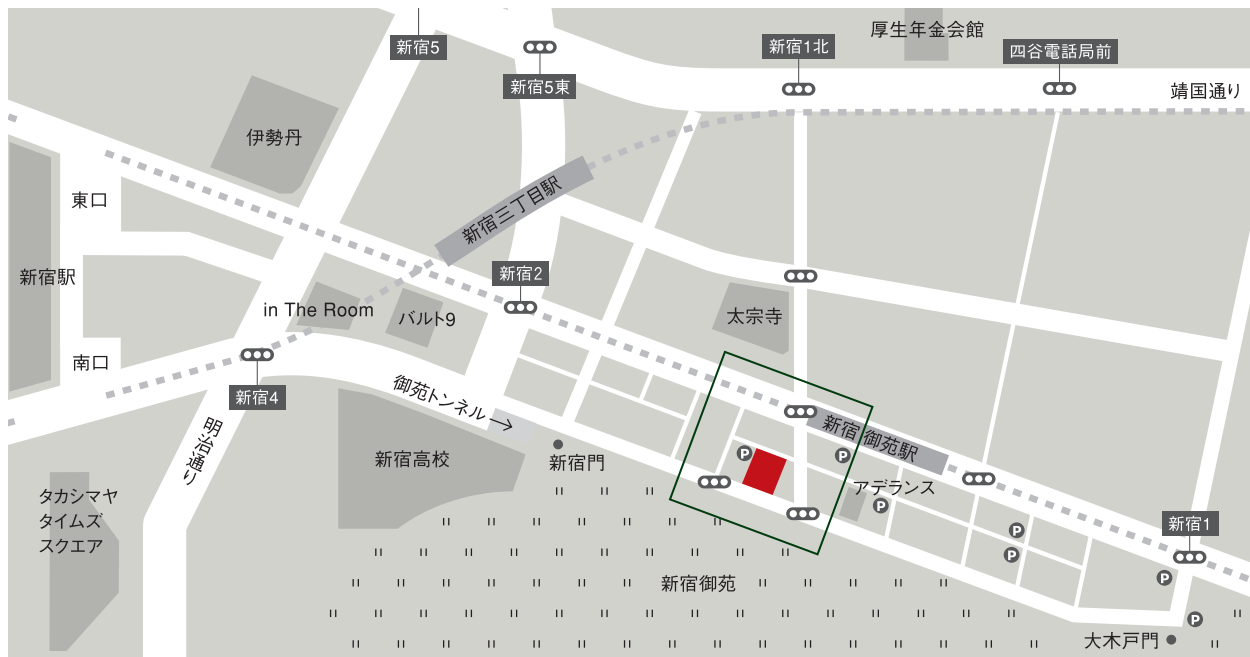 新宿5
新宿5東
新宿1北
厚生年金会館
四谷電話局前
靖国通り
伊勢丹
東口
新宿三丁目駅
新宿駅
新宿2
in The Room
バルト9
太宗寺
南口
新宿4
御苑トンネル→
明治通り
新宿御苑駅
新宿高校
新宿門
P
P
アデランス
P
タカシマヤ
タイムズ
スクエア
新宿1
P
P
新宿御苑
P
P
大木戸門